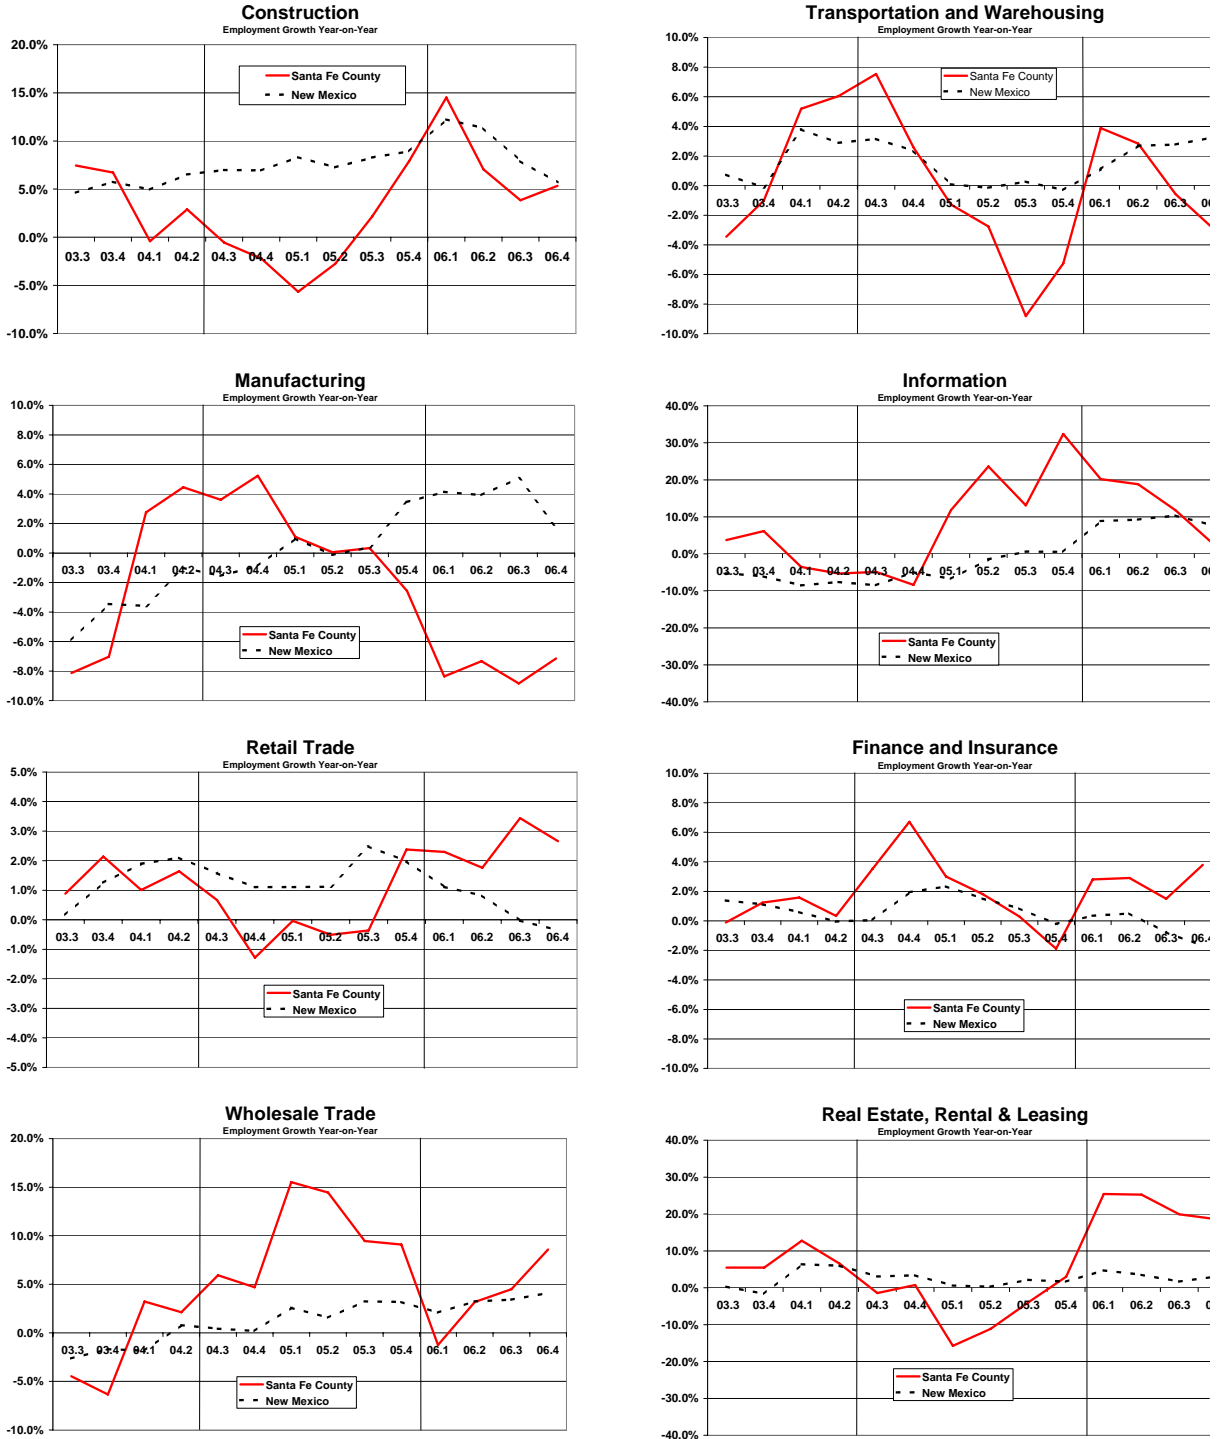 Construction
Employment Growth Year-on-Year
20.0%
15.0%
10.0%
5.0%
0.0%
-5.0%
-10.0%
Santa Fe County
New Mexico
03.3 03.4 04.1 04.2 04.3 04.4 05.1 05.2 05.3 05.4 06.1 06.2 06.3 06.4
Transportation and Warehousing
Employment Growth Year-on-Year
10.0%
8.0%
6.0%
4.0%
2.0%
0.0%
-2.0%
-4.0%
-6.0%
-8.0%
-10.0%
Santa Fe County
New Mexico
03.3 03.4 04.1 04.2 04.3 04.4 05.1 05.2 05.3 05.4 06.1 06.2 06.3
Manufacturing
Employment Growth Year-on-Year
10.0%
8.0%
6.0%
4.0%
2.0%
0.0%
-2.0%
-4.0%
-6.0%
-8.0%
-10.0%
03.3 03.4 04.1 04.2 04.3 04.4 05.1 05.2 05.3 05.4 06.1 06.2 06.3 06.4
Santa Fe County
New Mexico
Information
Employment Growth Year-on-Year
40.0%
30.0%
20.0%
10.0%
0.0%
-10.0%
-20.0%
-30.0%
-40.0%
03.3 03.4 04.1 04.2 04.3 04.4 05.1 05.2 05.3 05.4 06.1 06.2 06.3
Santa Fe County
New Mexico
Retail Trade
Employment Growth Year-on-Year
5.0%
4.0%
3.0%
2.0%
1.0%
0.0%
-1.0%
-2.0%
-3.0%
-4.0%
-5.0%
03.3 03.4 04.1 04.2 04.3 04.4 05.1 05.2 05.3 05.4 06.1 06.2 06.3 06.4
Santa Fe County
New Mexico
Finance and Insurance
Employment Growth Year-on-Year
10.0%
8.0%
6.0%
4.0%
2.0%
0.0%
-2.0%
-4.0%
-6.0%
-8.0%
-10.0%
03.3 03.4 04.1 04.2 04.3 04.4 05.1 05.2 05.3 05.4 06.1 06.2 06.3 06.4
Santa Fe County
New Mexico
Wholesale Trade
Employment Growth Year-on-Year
20.0%
15.0%
10.0%
5.0%
0.0%
-5.0%
-10.0%
03.3 03.4 04.1 04.2 04.3 04.4 05.1 05.2 05.3 05.4 06.1 06.2 06.3 06.4
Santa Fe County
New Mexico
Real Estate, Rental & Leasing
Employment Growth Year-on-Year
40.0%
30.0%
20.0%
10.0%
0.0%
-10.0%
-20.0%
-30.0%
-40.0%
03.3 03.4 04.1 04.2 04.3 04.4 05.1 05.2 05.3 05.4 06.1 06.2 06.3
Santa Fe County
New Mexico